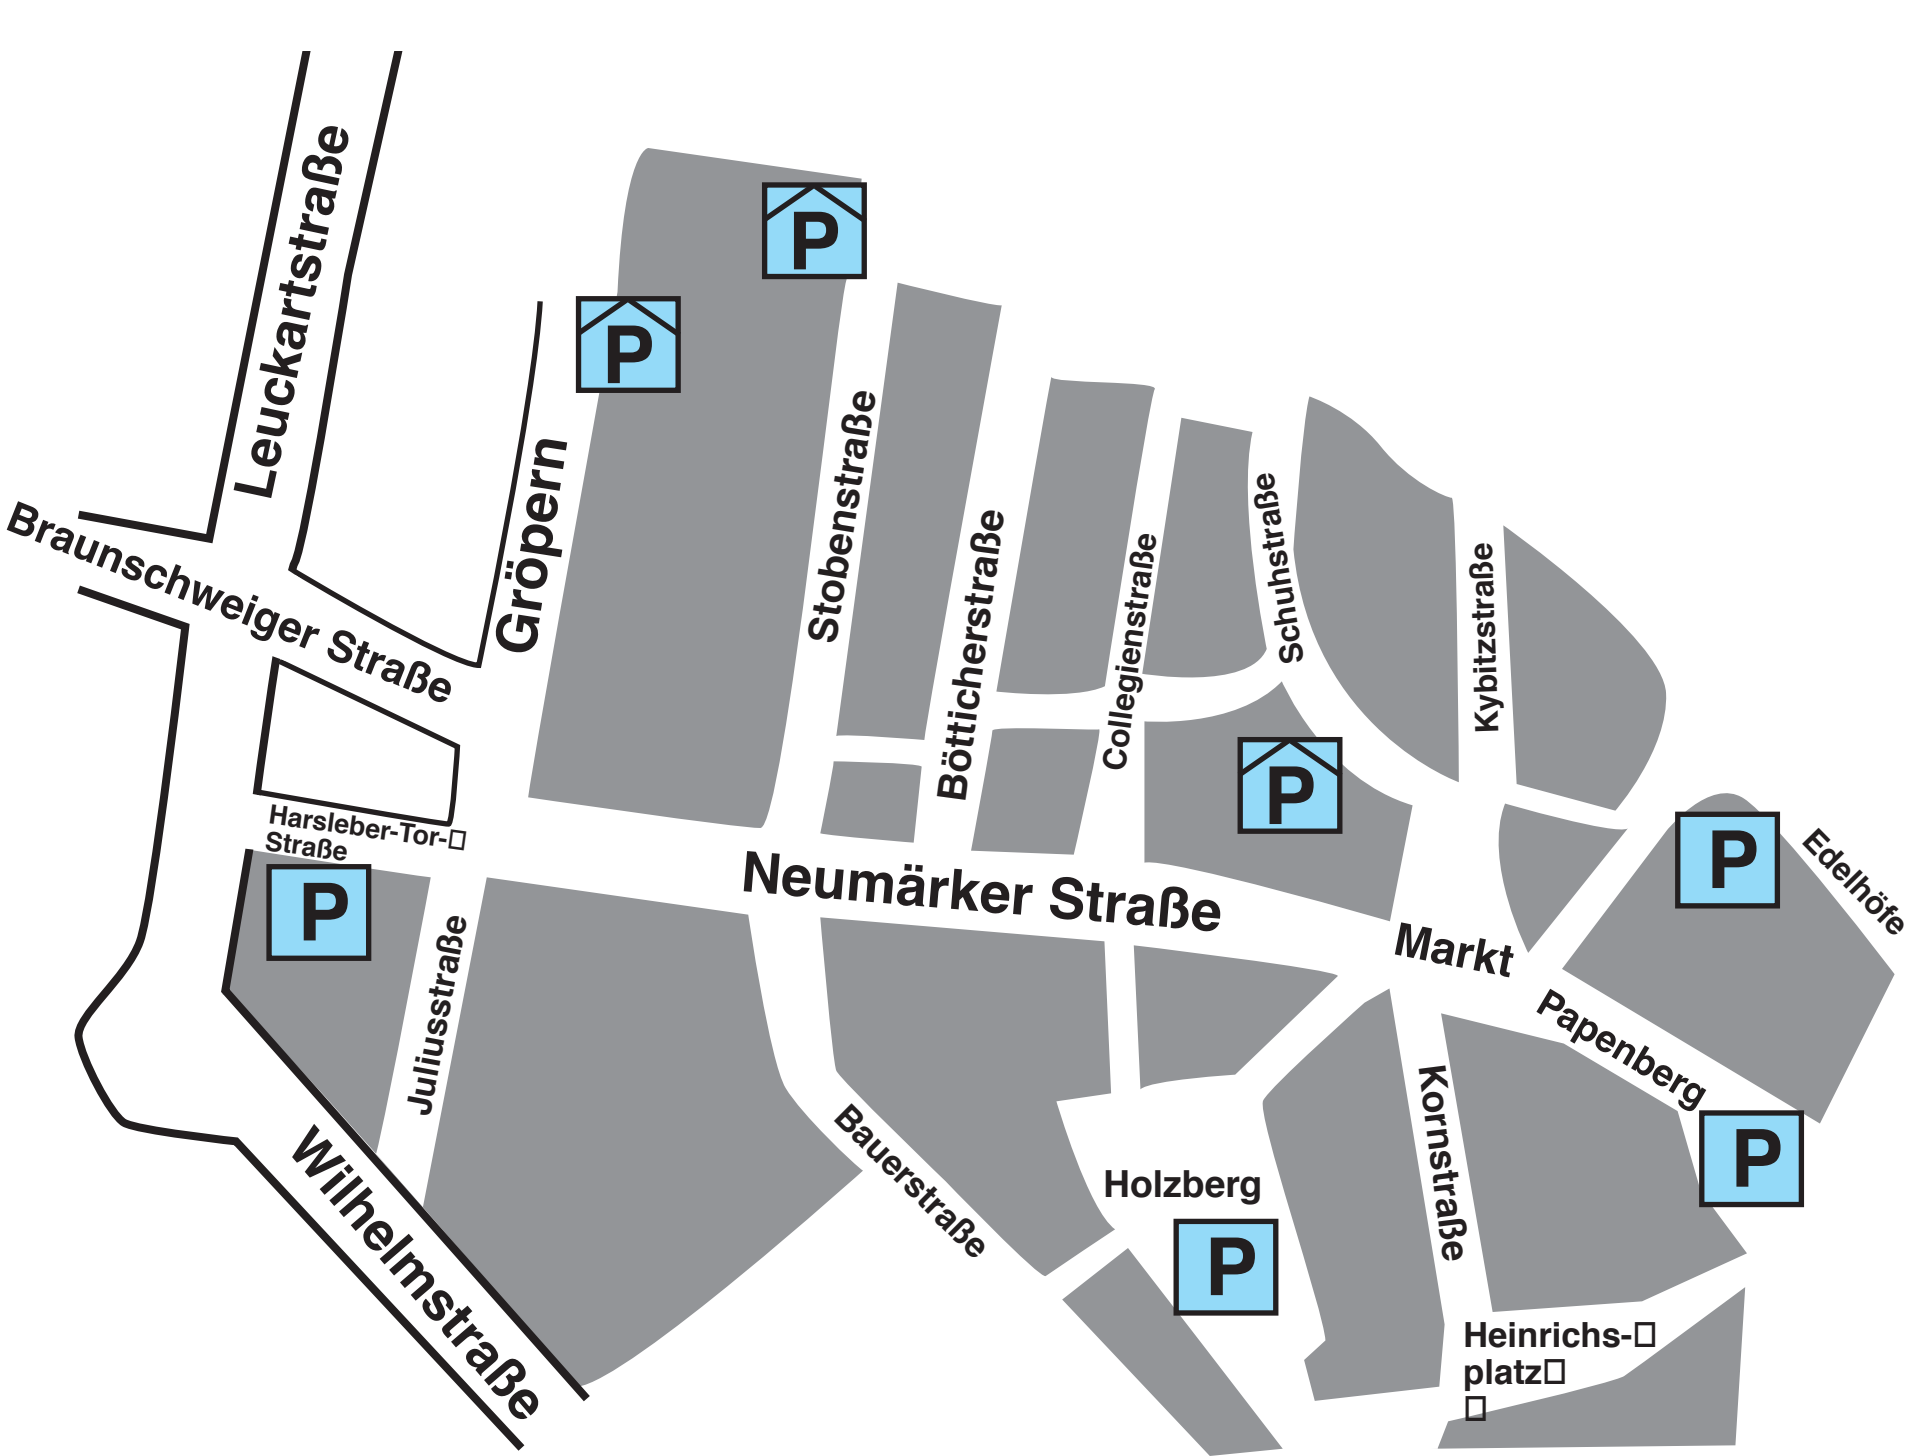 Leuckartstraße
P
P
Braunschweiger Straße
Gröpern
Stobenstraße
Bötticherstraße
Collegienstraße
Schuhstraße
Kybitzstraße
P
Harsleber-Tor-
Straße
P
P
Edelhöfe
Neumärker Straße
Markt
Juliusstraße
Papenberg
P
Kornstraße
Bauerstraße
Holzberg
P
Wilhelmstraße
Heinrichs-
platz